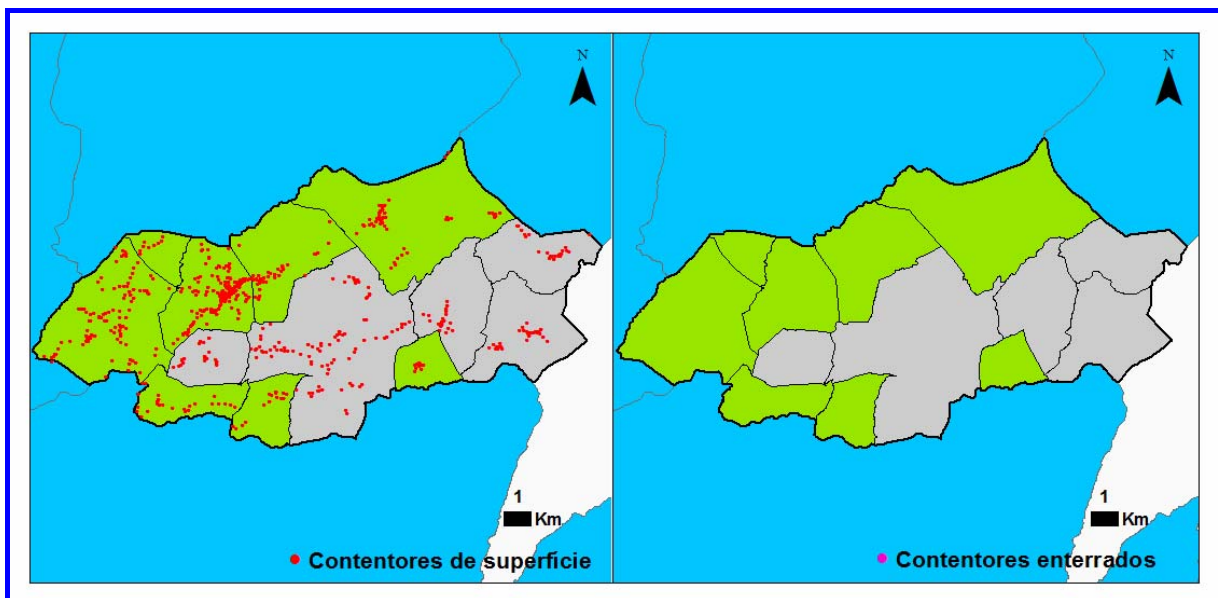 N
1
Km
Contentores de superficie
N
1
Km
Contentores enterrados